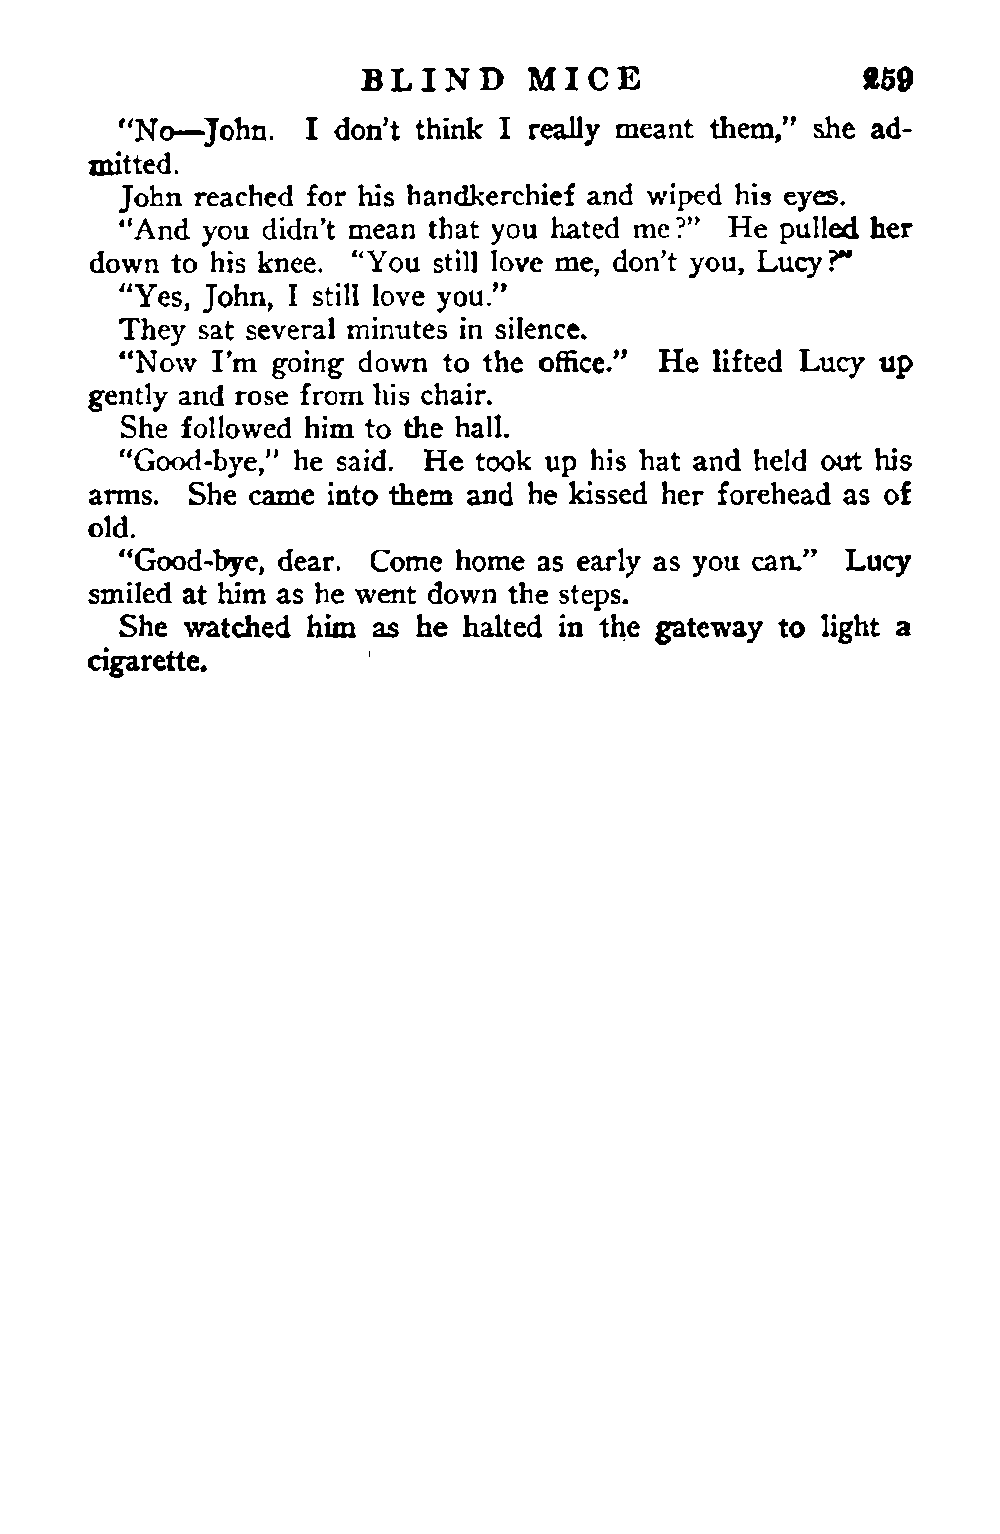 BLIND MICE 259
"No—John. I don't think I really meant them," she ad-
mitted.
John reached for his handkerchief and wiped his eyes.
"And you didn't mean that you hated me?" He pulled her
down to his knee. "You still love me, don't you, Lucy?"
"Yes, John, I still love you."
They sat several minutes in silence.
"Now I'm going down to the office." He lifted Lucy up
gently and rose from his chair.
She followed him to the hall.
"Good-bye," he said. He took up his hat and held out his
arms. She came into them and he kissed her forehead as of
old.
"Good-bye, dear. Come home as early as you can." Lucy
smiled at him as he went down the steps.
She watched him as he halted in the gateway to light a
cigarette.